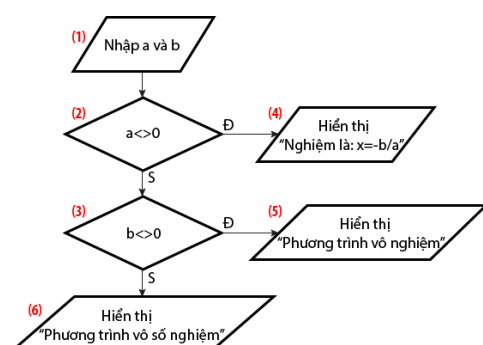 (1)
Nhập a và b
(2)
a<>0
Đ
(4)
Hiển thị
“Nghiệm là: x=-b/a”
S
(3)
b<>0
Đ
(5)
Hiển thị
“Phương trình vô nghiệm”
S
(6)
Hiển thị
“Phương trình vô số nghiệm”